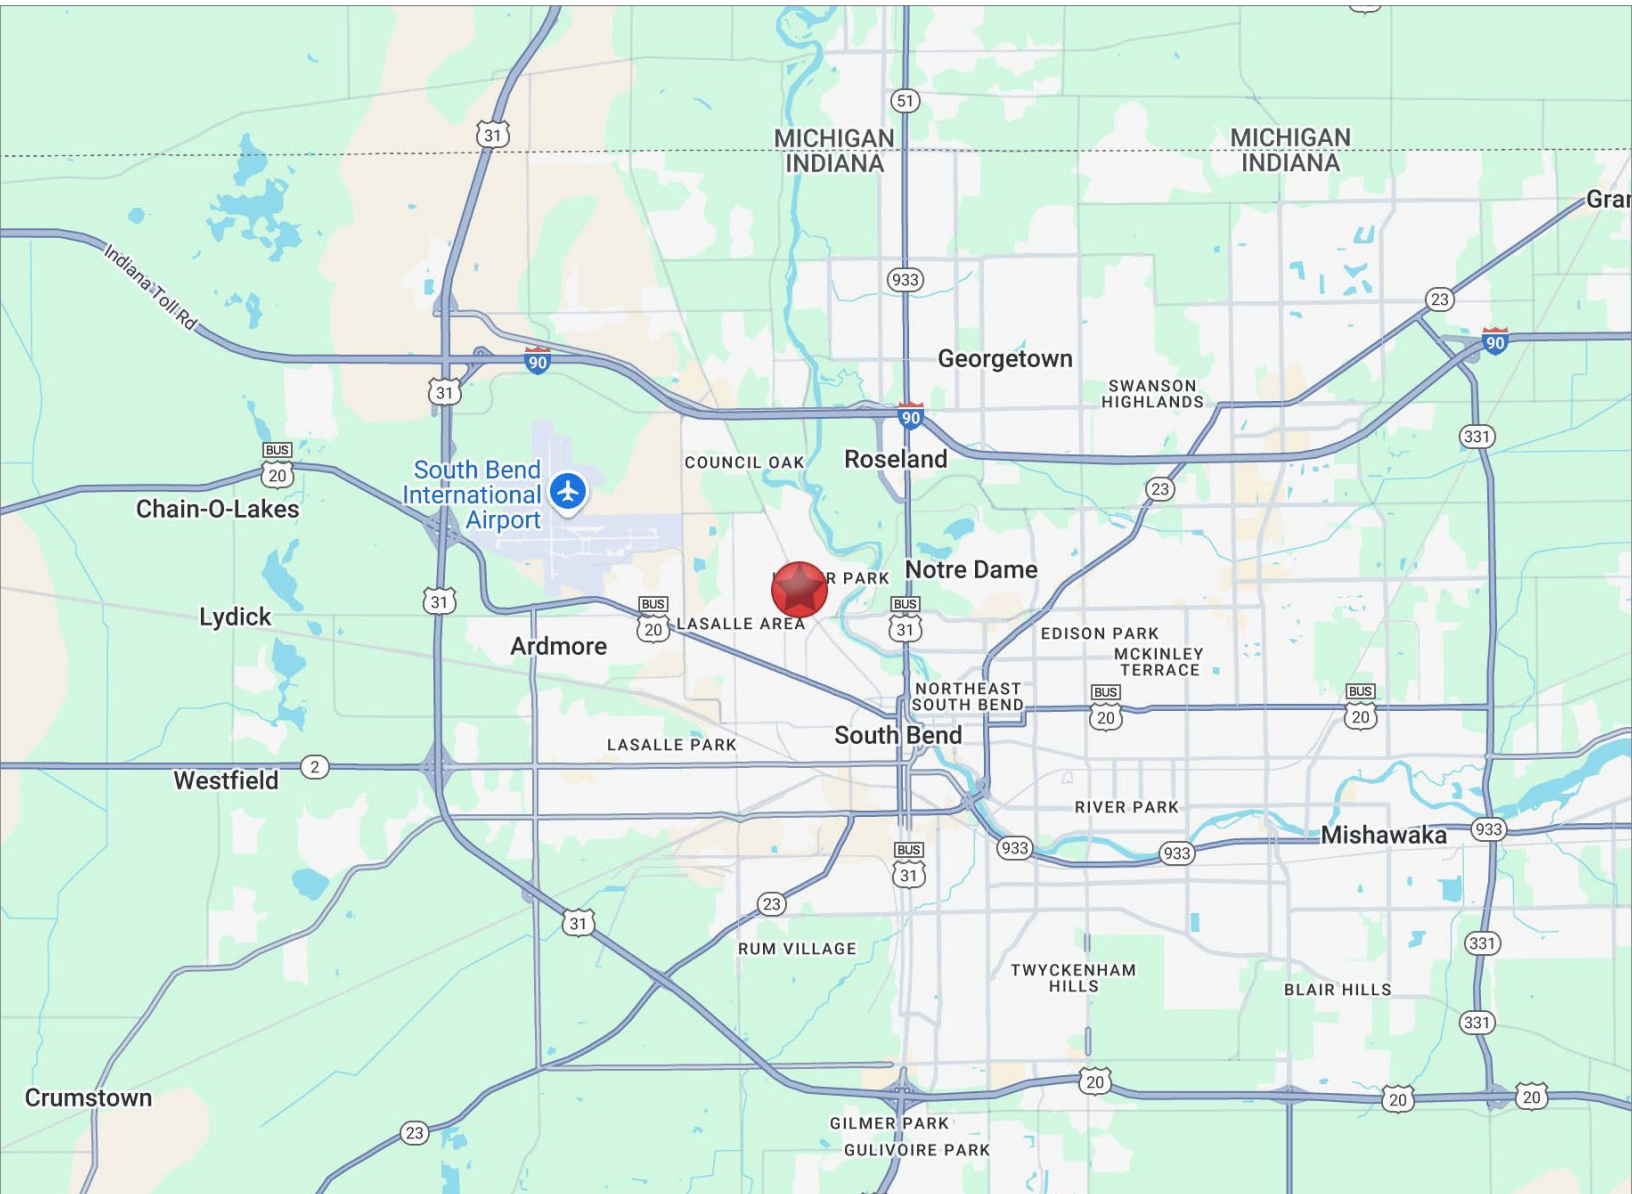 51
31
MICHIGAN
INDIANA
MICHIGAN
INDIANA
Gran
Indiana Toll Rd
933
23
90
90
Georgetown
31
SWANSON
HIGHLANDS
90
331
BUS
20
Chain-O-Lakes
South Bend
International
Airport
COUNCIL OAK
Roseland
23
R PARK
Notre Dame
31
Lydick
BUS
20
LASALLE AREA
BUS
31
Ardmore
EDISON PARK
MCKINLEY
TERRACE
NORTHEAST
SOUTH BEND
BUS
20
BUS
20
South Bend
LASALLE PARK
2
Westfield
RIVER PARK
933
933
933
Mishawaka
BUS
31
23
31
RUM VILLAGE
331
TWYCKENHAM
HILLS
BLAIR HILLS
331
20
20
20
Crumstown
23
GILMER PARK
GULIVOIRE PARK